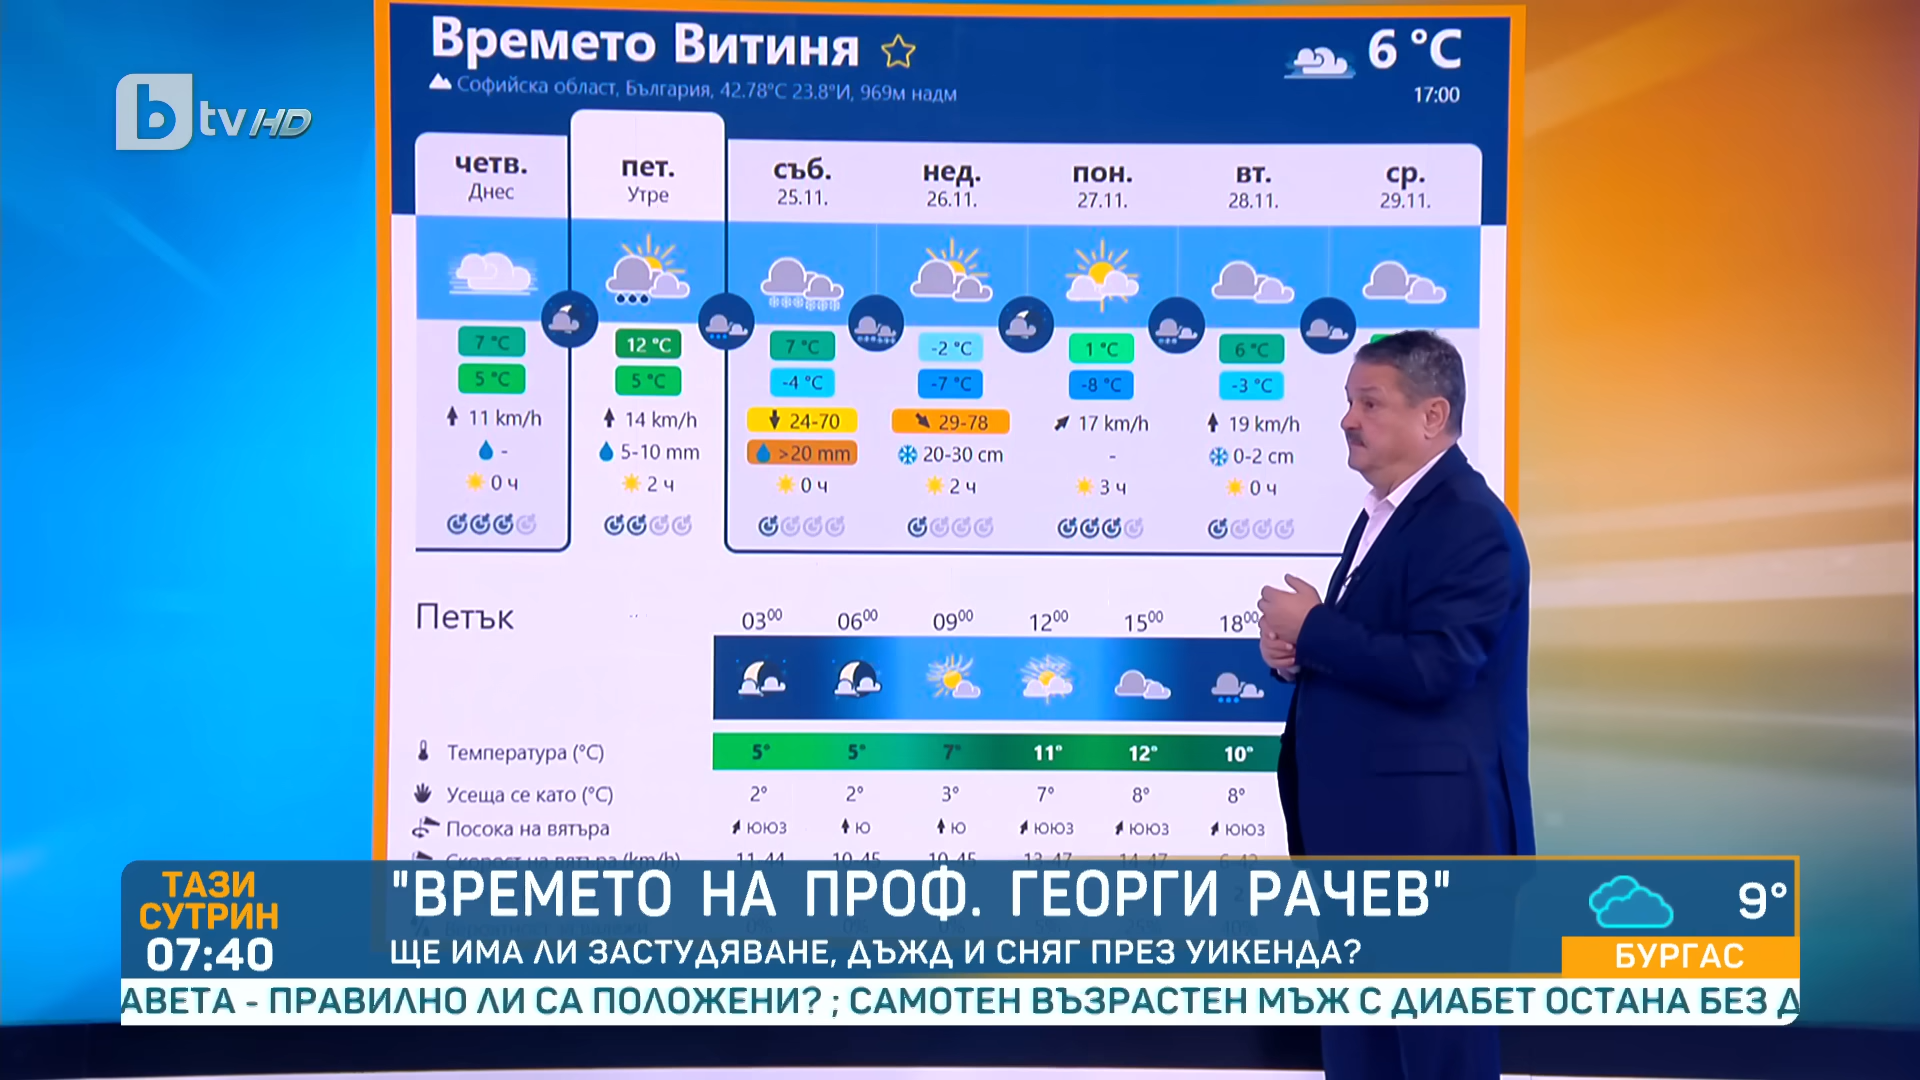 Времето Витиня
Софийска област, България, 42.78°С 23.8°И, 969м надм
6 °C
17:00
btv HD
четв.
Днес
пет.
Утре
съб.
25.11.
нед.
26.11.
пон.
27.11.
вт.
28.11.
ср.
29.11.
7 °C 12 °C 7 °C -2 °C 1 °C 6 °C
5 °C 5 °C -4 °C -7 °C -8 °C -3 °C
11 km/h 14 km/h 24-70 29-78 17 km/h 19 km/h
- 5-10 mm >20 mm 20-30 cm - 0-2 cm
0 ч 2 ч 0 ч 2 ч 3 ч 0 ч
Петък 03⁰⁰ 06⁰⁰ 09⁰⁰ 12⁰⁰ 15⁰⁰ 18⁰⁰
Температура (°C) 5° 5° 7° 11° 12° 10°
Усеща се като (°C) 2° 2° 3° 7° 8° 8°
Посока на вятъра ЮЮЗ Ю Ю ЮЮЗ ЮЮЗ ЮЮЗ
ТАЗИ
СУТРИН
07:40
"ВРЕМЕТО НА ПРОФ. ГЕОРГИ РАЧЕВ"
ЩЕ ИМА ЛИ ЗАСТУДЯВАНЕ, ДЪЖД И СНЯГ ПРЕЗ УИКЕНДА?
9°
БУРГАС
АВЕТА - ПРАВИЛНО ЛИ СА ПОЛОЖЕНИ? ; САМОТЕН ВЪЗРАСТЕН МЪЖ С ДИАБЕТ ОСТАНА БЕЗ Д